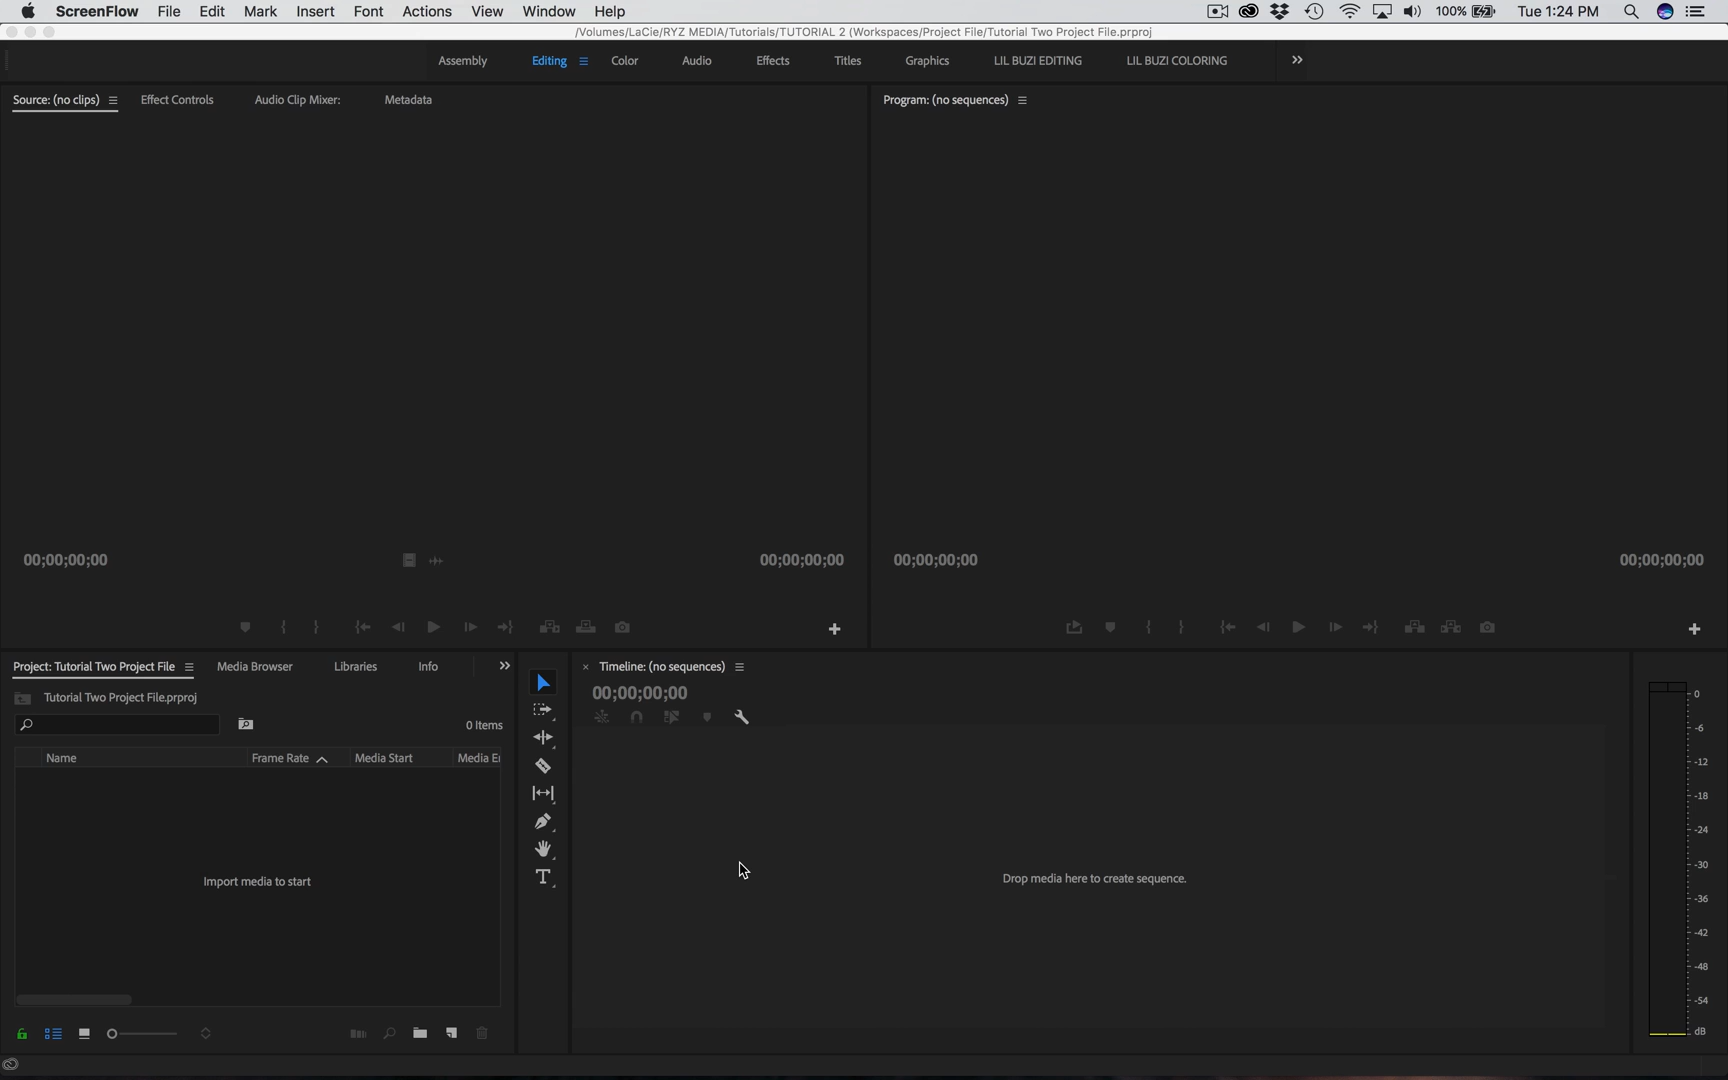 ScreenFlow File Edit Mark Insert Font Actions View Window Help 100% Tue 1:24 PM
/Volumes/LaCie/RYZ MEDIA/Tutorials/TUTORIAL 2 (Workspaces/Project File/Tutorial Two Project File.prproj
Assembly Editing Color Audio Effects Titles Graphics LIL BUZI EDITING LIL BUZI COLORING
Source: (no clips) Effect Controls Audio Clip Mixer: Metadata
Program: (no sequences)
00;00;00;00 00;00;00;00
00;00;00;00 00;00;00;00
Project: Tutorial Two Project File Media Browser Libraries Info
Tutorial Two Project File.prproj
0 Items
Name Frame Rate Media Start Media E
Import media to start
Timeline: (no sequences)
00;00;00;00
Drop media here to create sequence.
0
-6
-12
-18
-24
-30
-36
-42
-48
-54
dB